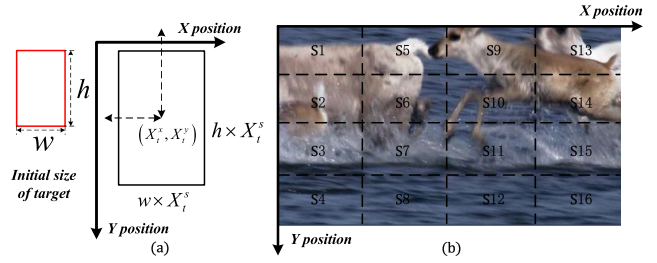 X position
X position
S1 S5 S9 S13
h
S2 S6 S10 S14
(X_t^x, X_t^y) h × X_t^s
w
S3 S7 S11 S15
Initial size
of target
w × X_t^s
S4 S8 S12 S16
Y position
Y position
(a)
(b)